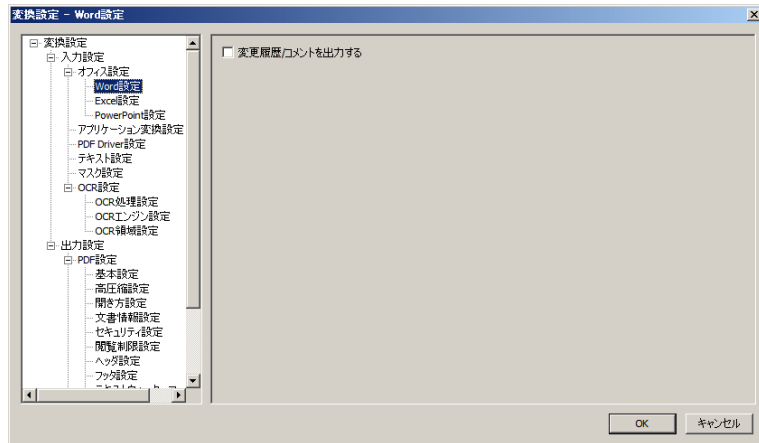 変換設定 - Word設定
変換設定
入力設定
オフィス設定
Word設定
Excel設定
PowerPoint設定
アプリケーション変換設定
PDF Driver設定
テキスト設定
マスク設定
OCR設定
OCR処理設定
OCRエンジン設定
OCR領域設定
出力設定
PDF設定
基本設定
高圧縮設定
開き方設定
文書情報設定
セキュリティ設定
閲覧制限設定
ヘッダ設定
フッタ設定
変更履歴/コメントを出力する
OK
キャンセル